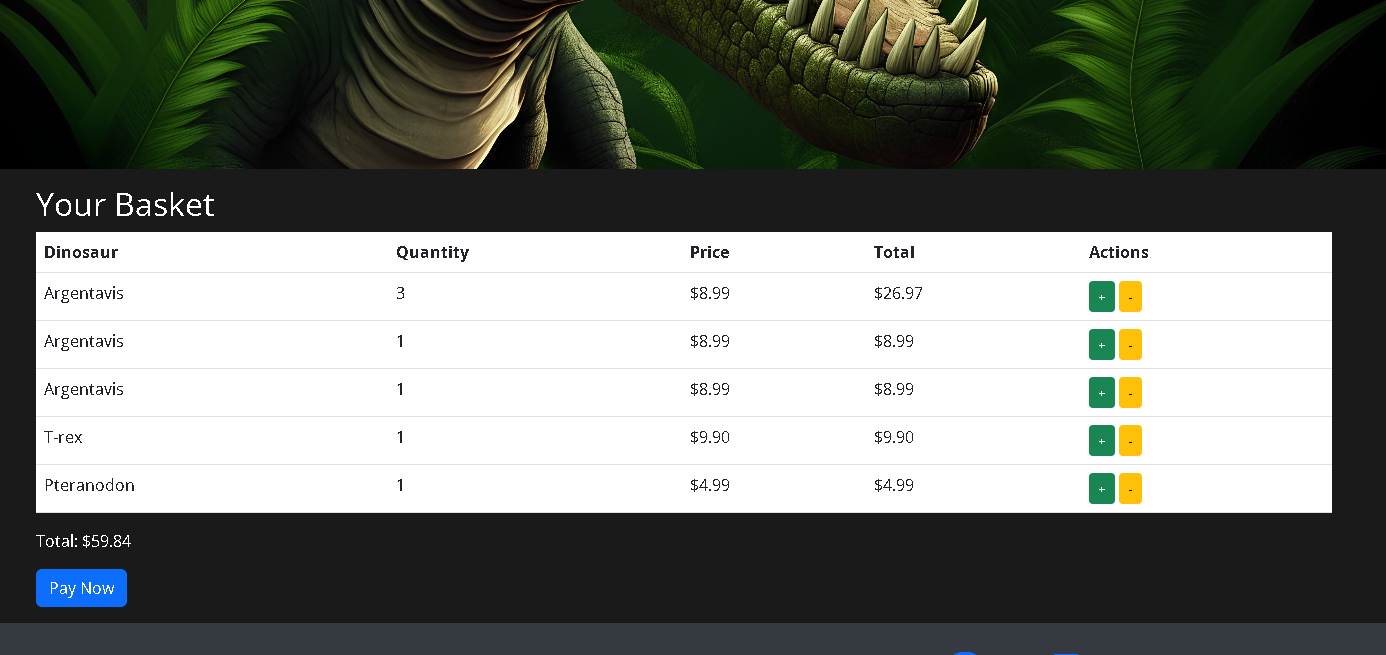 Your Basket
Dinosaur Quantity Price Total Actions
Argentavis 3 $8.99 $26.97 + -
Argentavis 1 $8.99 $8.99 + -
Argentavis 1 $8.99 $8.99 + -
T-rex 1 $9.90 $9.90 + -
Pteranodon 1 $4.99 $4.99 + -
Total: $59.84
Pay Now